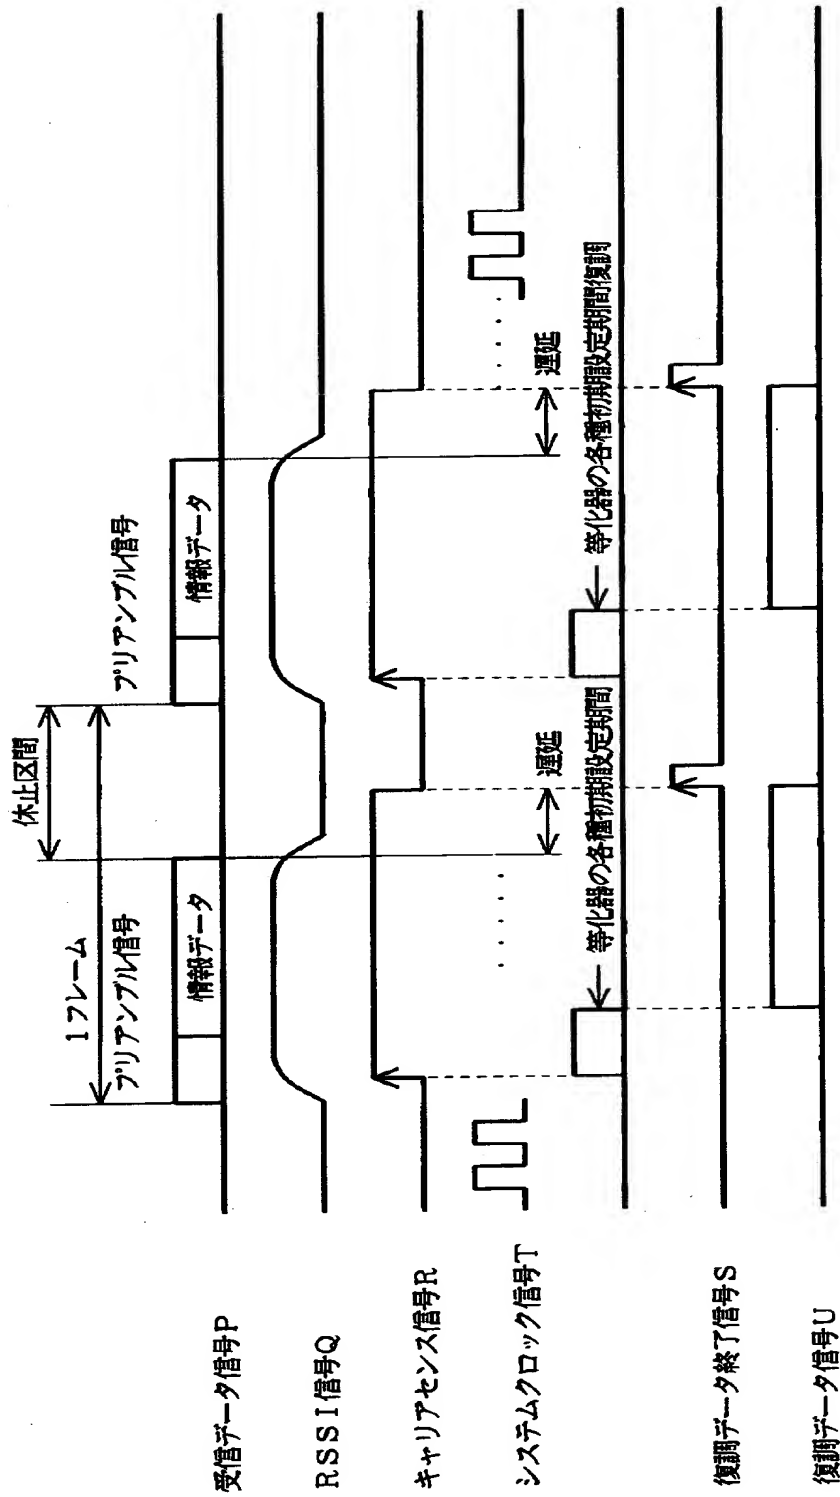 休止区間
1フレーム
プリアンブル信号
プリアンブル信号
受信データ信号P
情報データ
情報データ
RSSI信号Q
キャリアセンス信号R
システムクロック信号T
・・・・・
・・・・・
遅延
遅延
等化器の各種初期設定期間
等化器の各種初期設定期間復調
復調データ終了信号S
復調データ信号U